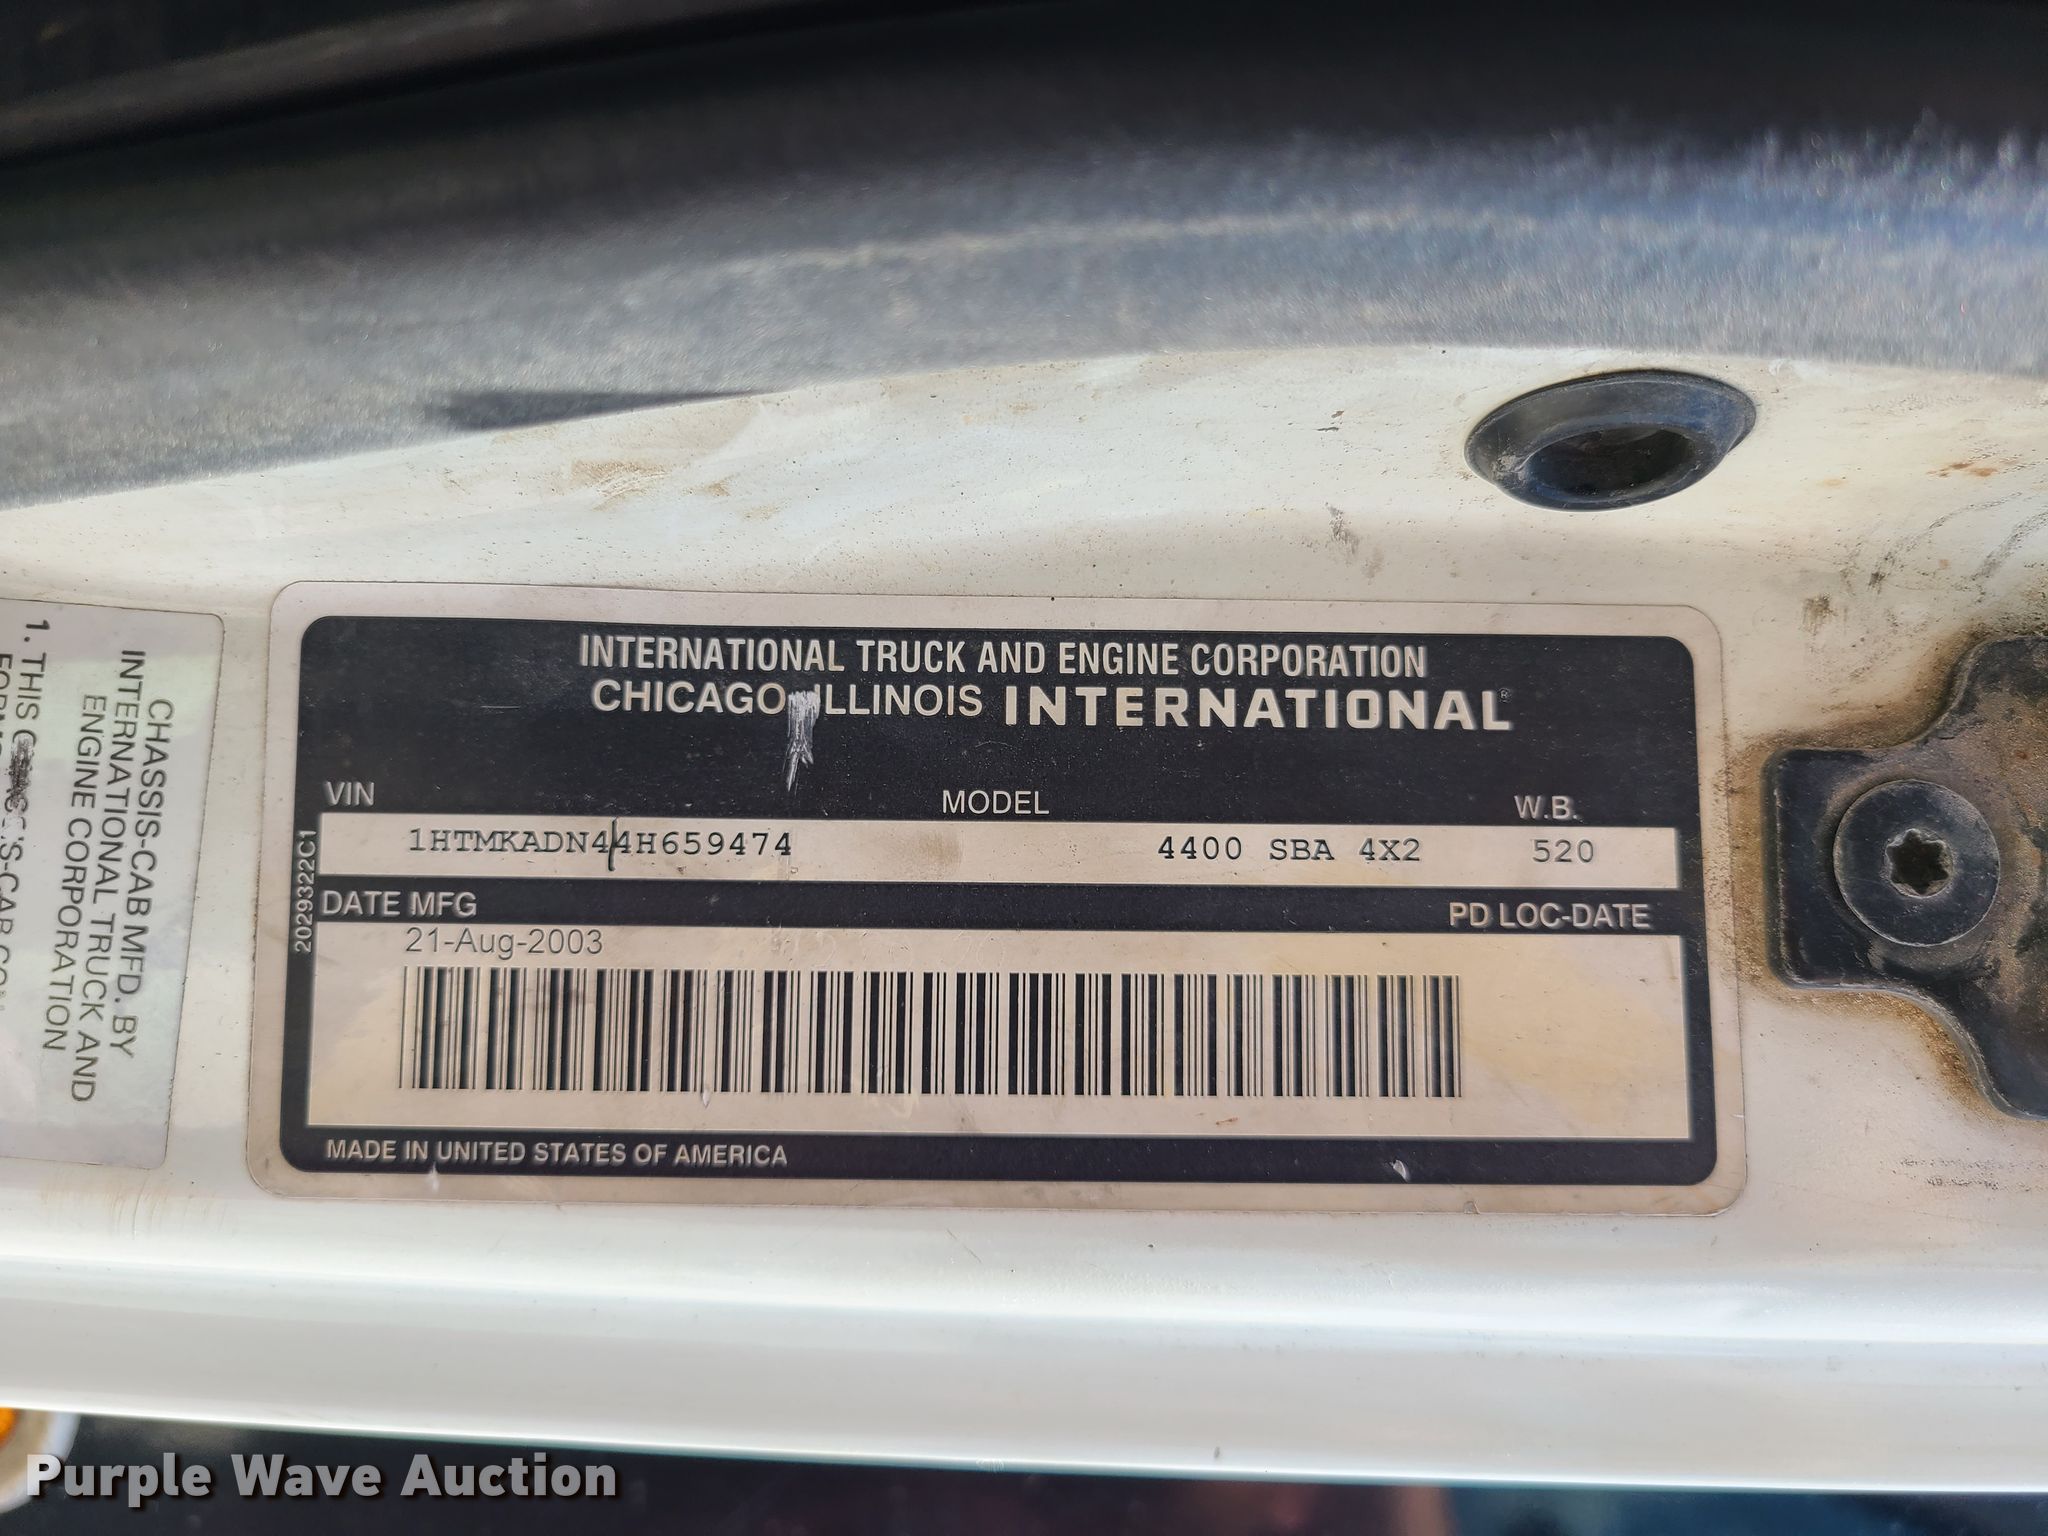 INTERNATIONAL TRUCK AND ENGINE CORPORATION
CHICAGO, ILLINOIS INTERNATIONAL®
VIN MODEL W.B.
1HTMKADN44H659474 4400 SBA 4X2 520
DATE MFG PD LOC-DATE
21-Aug-2003
MADE IN UNITED STATES OF AMERICA
2029322C1
CHASSIS-CAB MFD. BY
INTERNATIONAL TRUCK AND
ENGINE CORPORATION
1. THIS
Purple Wave Auction